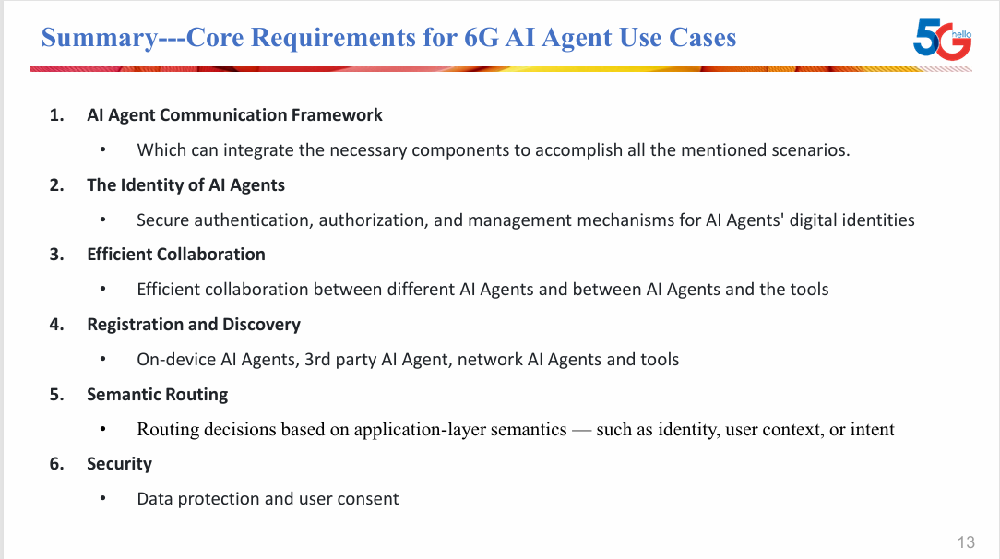 Summary---Core Requirements for 6G AI Agent Use Cases
5G hello
1. AI Agent Communication Framework
• Which can integrate the necessary components to accomplish all the mentioned scenarios.
2. The Identity of AI Agents
• Secure authentication, authorization, and management mechanisms for AI Agents' digital identities
3. Efficient Collaboration
• Efficient collaboration between different AI Agents and between AI Agents and the tools
4. Registration and Discovery
• On-device AI Agents, 3rd party AI Agent, network AI Agents and tools
5. Semantic Routing
• Routing decisions based on application-layer semantics — such as identity, user context, or intent
6. Security
• Data protection and user consent
13